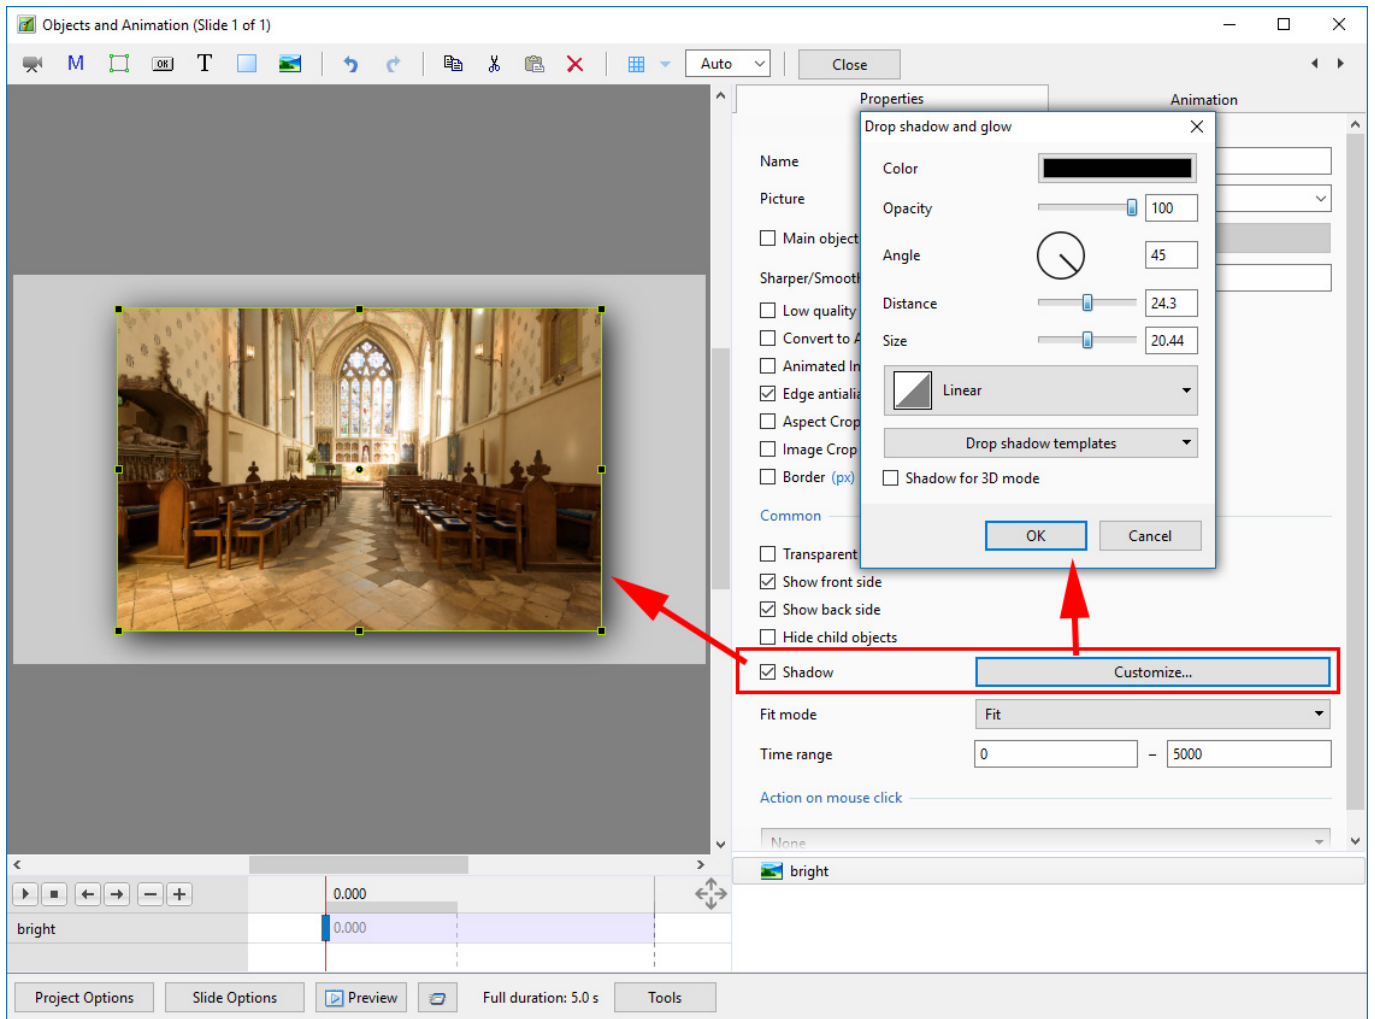 Objects and Animation (Slide 1 of 1)
M
OK
T
Auto
Close
Properties
Animation
Name
Picture
Main object
Sharper/Smooth
Low quality
Convert to A
Animated In
Edge antialia
Aspect Crop
Image Crop
Border (px)
Common
Transparent
Show front side
Show back side
Hide child objects
Shadow
Customize...
Fit mode
Fit
Time range
0
–
5000
Action on mouse click
None
Drop shadow and glow
Color
Opacity
100
Angle
45
Distance
24.3
Size
20.44
Linear
Drop shadow templates
Shadow for 3D mode
OK
Cancel
bright
0.000
bright
0.000
Project Options
Slide Options
Preview
Full duration: 5.0 s
Tools